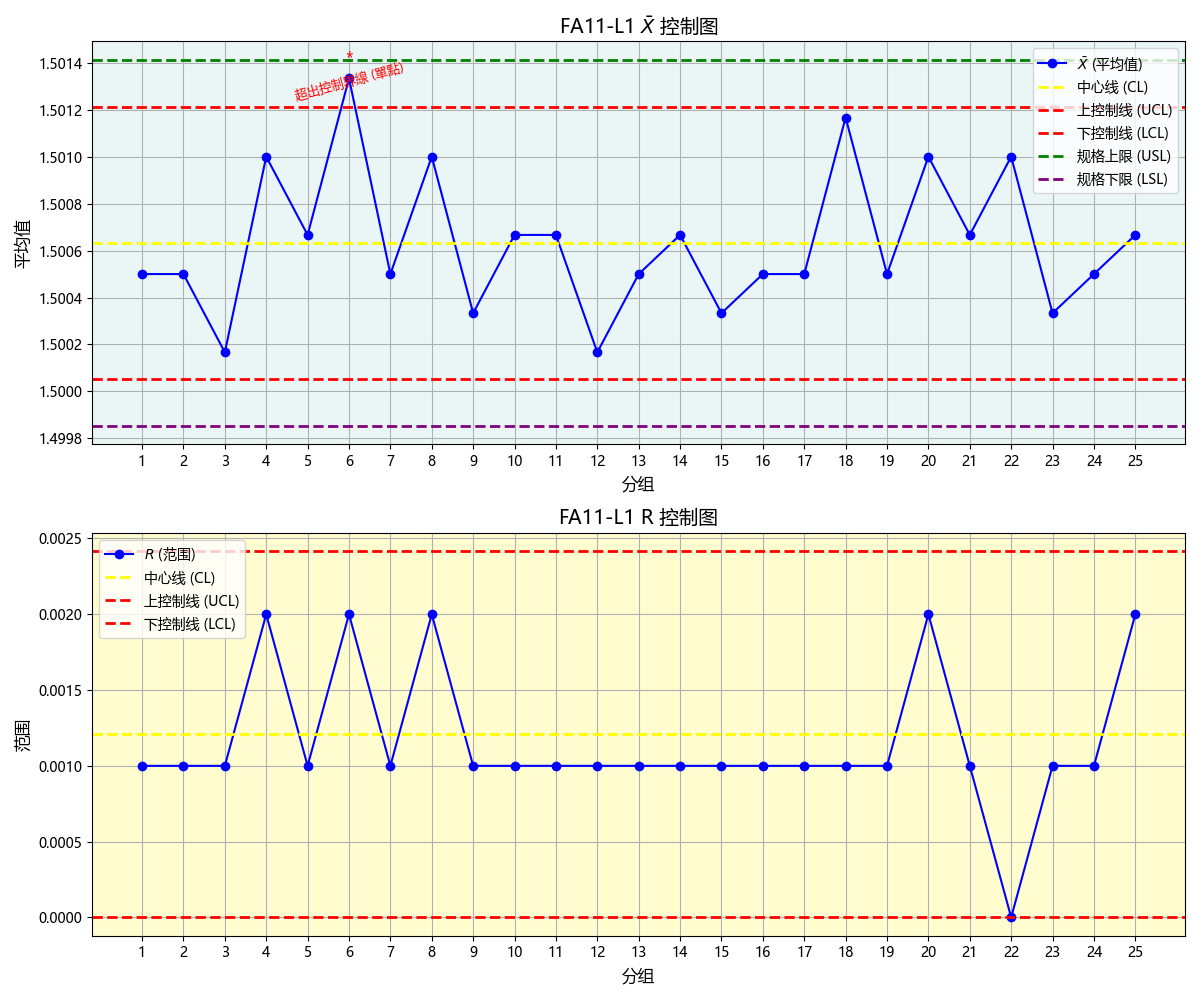 FA11-L1 X̄ 控制图
1.5014
1.5012
1.5010
1.5008
1.5006
1.5004
1.5002
1.5000
1.4998
平均值
*
超出控制界線 (單點)
X̄ (平均值)
中心线 (CL)
上控制线 (UCL)
下控制线 (LCL)
规格上限 (USL)
规格下限 (LSL)
1 2 3 4 5 6 7 8 9 10 11 12 13 14 15 16 17 18 19 20 21 22 23 24 25
分组
FA11-L1 R 控制图
0.0025
0.0020
0.0015
0.0010
0.0005
0.0000
范围
R (范围)
中心线 (CL)
上控制线 (UCL)
下控制线 (LCL)
1 2 3 4 5 6 7 8 9 10 11 12 13 14 15 16 17 18 19 20 21 22 23 24 25
分组